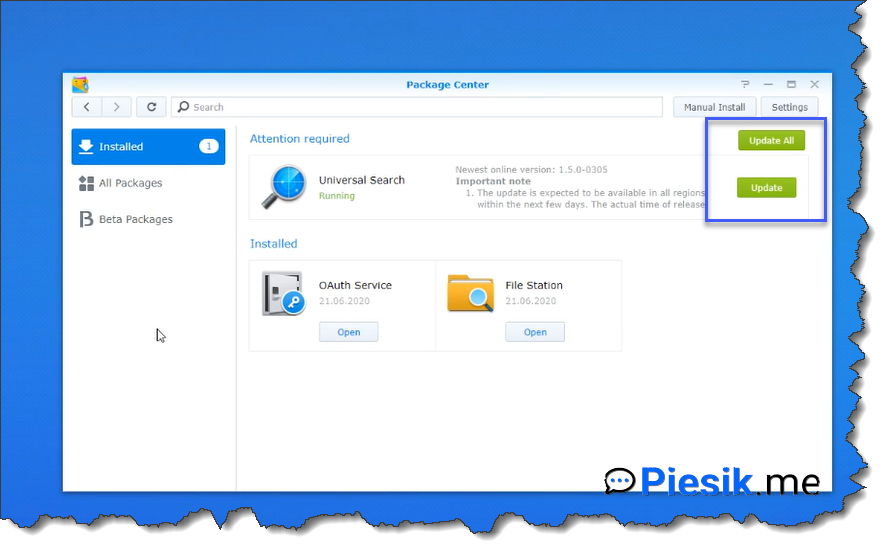 Package Center
Search
Manual Install
Settings
Installed
1
All Packages
Beta Packages
Attention required
Update All
Universal Search
Running
Newest online version: 1.5.0-0305
Important note
1. The update is expected to be available in all regions
within the next few days. The actual time of release
Update
Installed
OAuth Service
21.06.2020
Open
File Station
21.06.2020
Open
Piesik.me